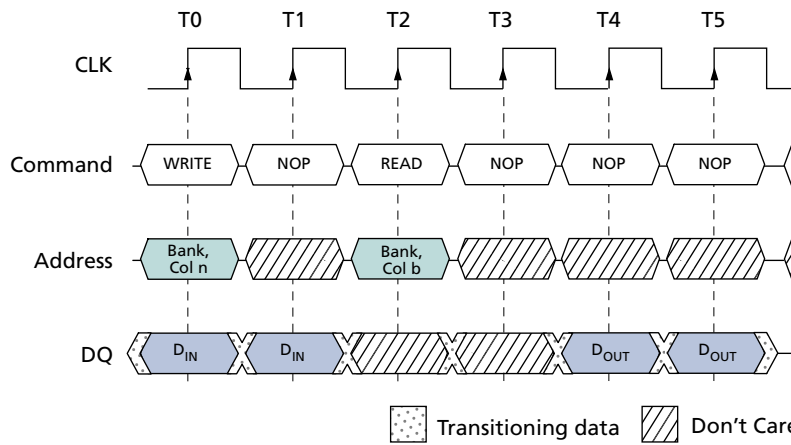 T0 T1 T2 T3 T4 T5
CLK
Command WRITE NOP READ NOP NOP NOP
Address Bank, Col n Bank, Col b
DQ DIN DIN DOUT DOUT
Transitioning data Don't Care